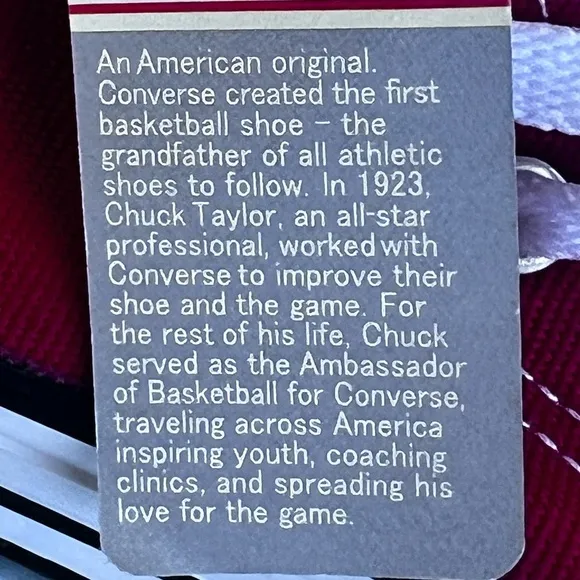 An American original.
Converse created the first
basketball shoe – the
grandfather of all athletic
shoes to follow. In 1923,
Chuck Taylor, an all-star
professional, worked with
Converse to improve their
shoe and the game. For
the rest of his life, Chuck
served as the Ambassador
of Basketball for Converse,
traveling across America
inspiring youth, coaching
clinics, and spreading his
love for the game.